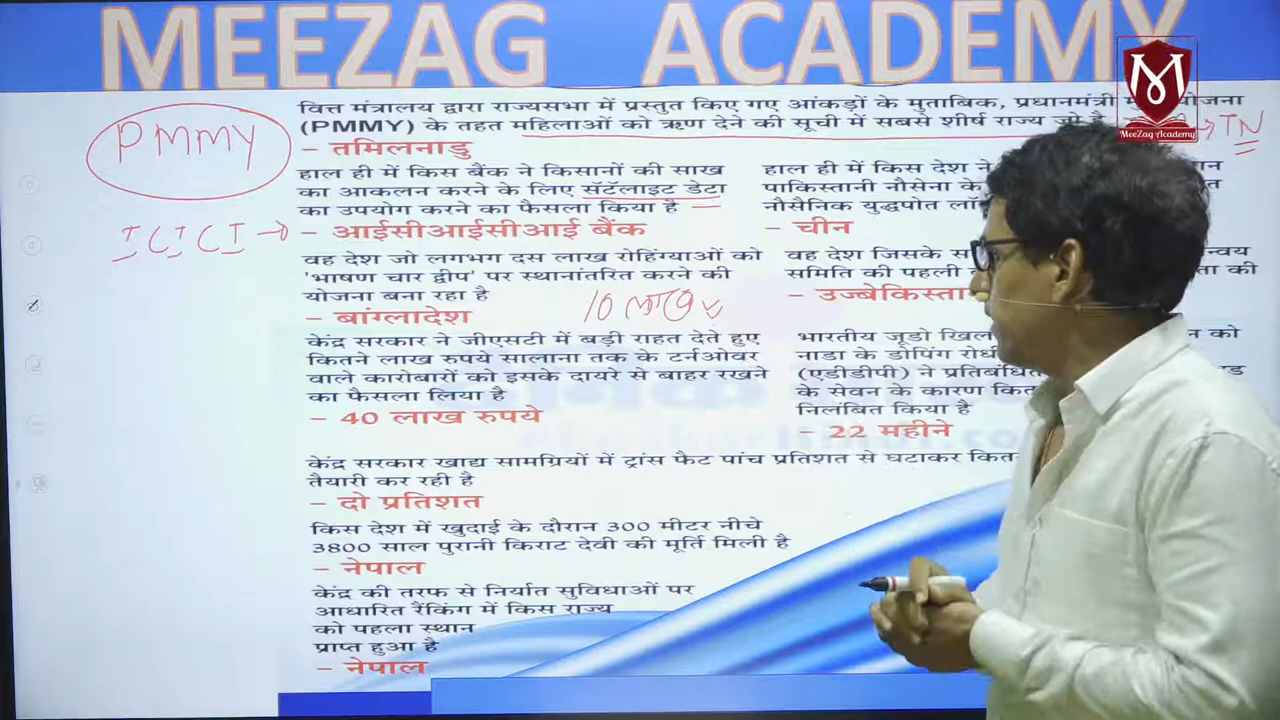 MEEZAG ACADEMY
MeeZag Academy
वित्त मंत्रालय द्वारा राज्यसभा में प्रस्तुत किए गए आंकड़ों के मुताबिक, प्रधानमंत्री
(PMMY) के तहत महिलाओं को ऋण देने की सूची में सबसे शीर्ष राज्य जो है
TN
– तमिलनाडु
PMMY
हाल ही में किस बैंक ने किसानों की साख
का आकलन करने के लिए सॅटॅलाइट डेटा
का उपयोग करने का फैसला किया है
ICICI
– आईसीआईसीआई बैंक
वह देश जो लगभग दस लाख रोहिंग्याओं को
'भाषण चार द्वीप' पर स्थानांतरित करने की
योजना बना रहा है
10 लाख
– बांग्लादेश
केंद्र सरकार ने जीएसटी में बड़ी राहत देते हुए
कितने लाख रुपये सालाना तक के टर्नओवर
वाले कारोबारों को इसके दायरे से बाहर रखने
का फैसला लिया है
– 40 लाख रुपये
हाल ही में किस देश ने
पाकिस्तानी नौसेना के
नौसैनिक युद्धपोत
– चीन
वह देश जिसके
समिति की पहली की
– उज्बेकिस्तान
भारतीय जूडो को
नाडा के डोपिंग रोधी
(एडीडीपी) ने प्रतिबंधित
के सेवन के कारण
निलंबित किया है
– 22 महीने
केंद्र सरकार खाद्य सामग्रियों में ट्रांस फैट पांच प्रतिशत से घटाकर
तैयारी कर रही है
– दो प्रतिशत
किस देश में खुदाई के दौरान 300 मीटर नीचे
3800 साल पुरानी किराट देवी की मूर्ति मिली है
– नेपाल
केंद्र की तरफ से निर्यात सुविधाओं पर
आधारित रैंकिंग में किस राज्य
को पहला स्थान
प्राप्त हुआ है
– नेपाल